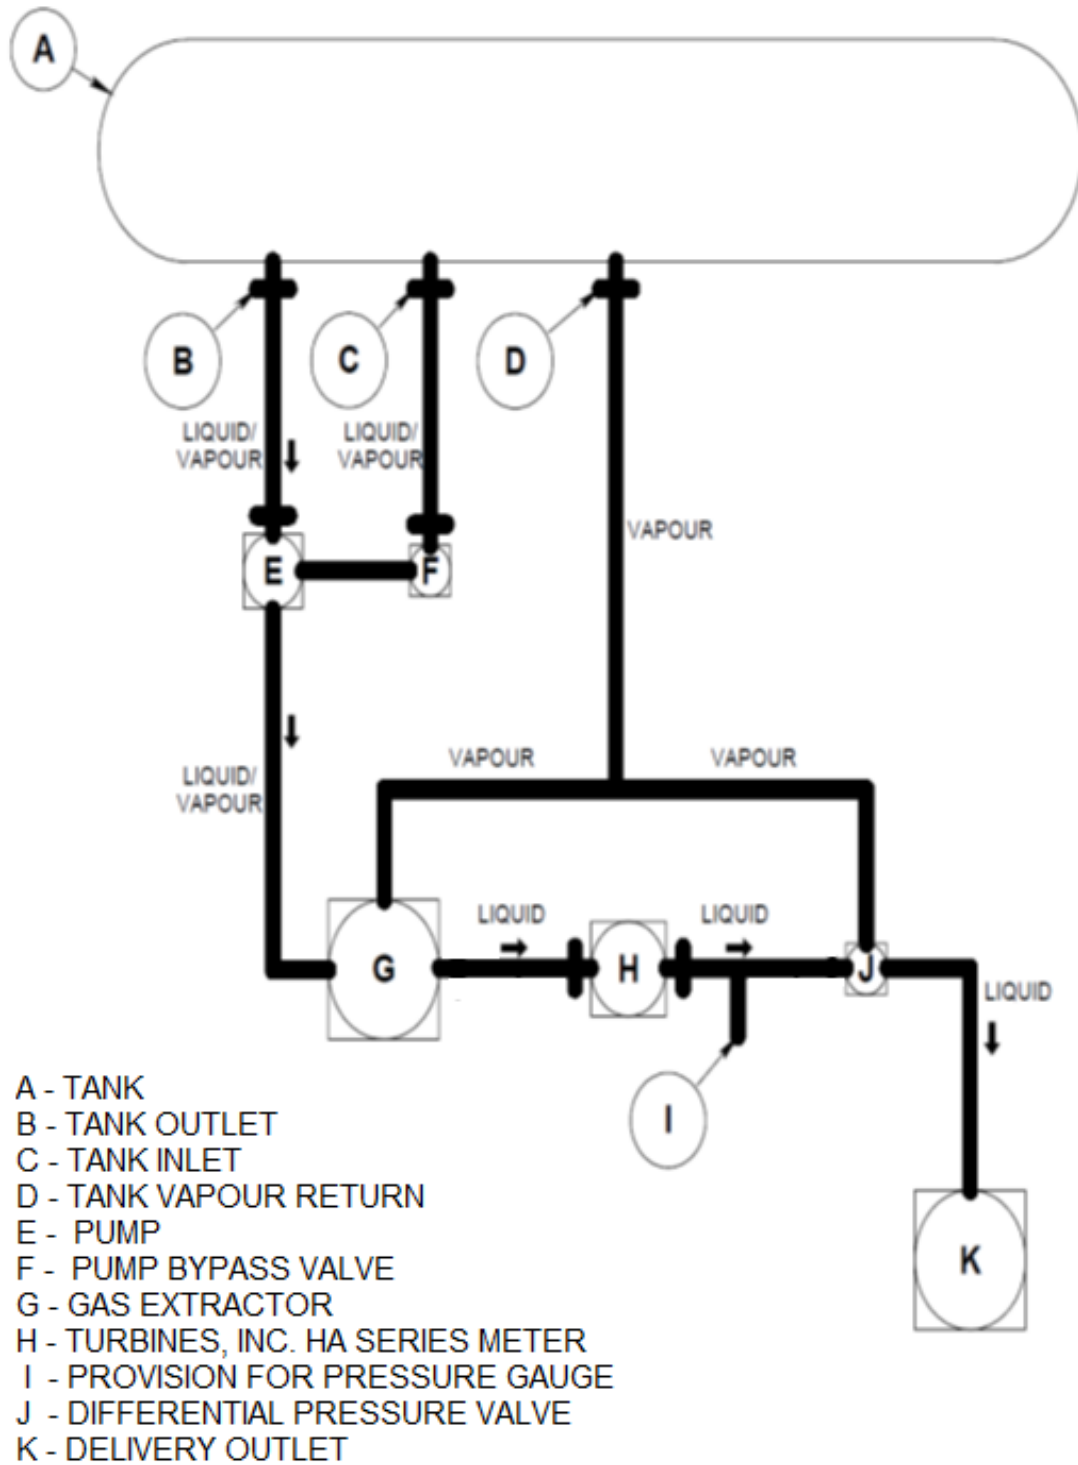 A
B
C
D
LIQUID/
VAPOUR
LIQUID/
VAPOUR
VAPOUR
E
F
VAPOUR
VAPOUR
LIQUID/
VAPOUR
LIQUID
LIQUID
G
H
J
LIQUID
I
K
A - TANK
B - TANK OUTLET
C - TANK INLET
D - TANK VAPOUR RETURN
E - PUMP
F - PUMP BYPASS VALVE
G - GAS EXTRACTOR
H - TURBINES, INC. HA SERIES METER
I - PROVISION FOR PRESSURE GAUGE
J - DIFFERENTIAL PRESSURE VALVE
K - DELIVERY OUTLET